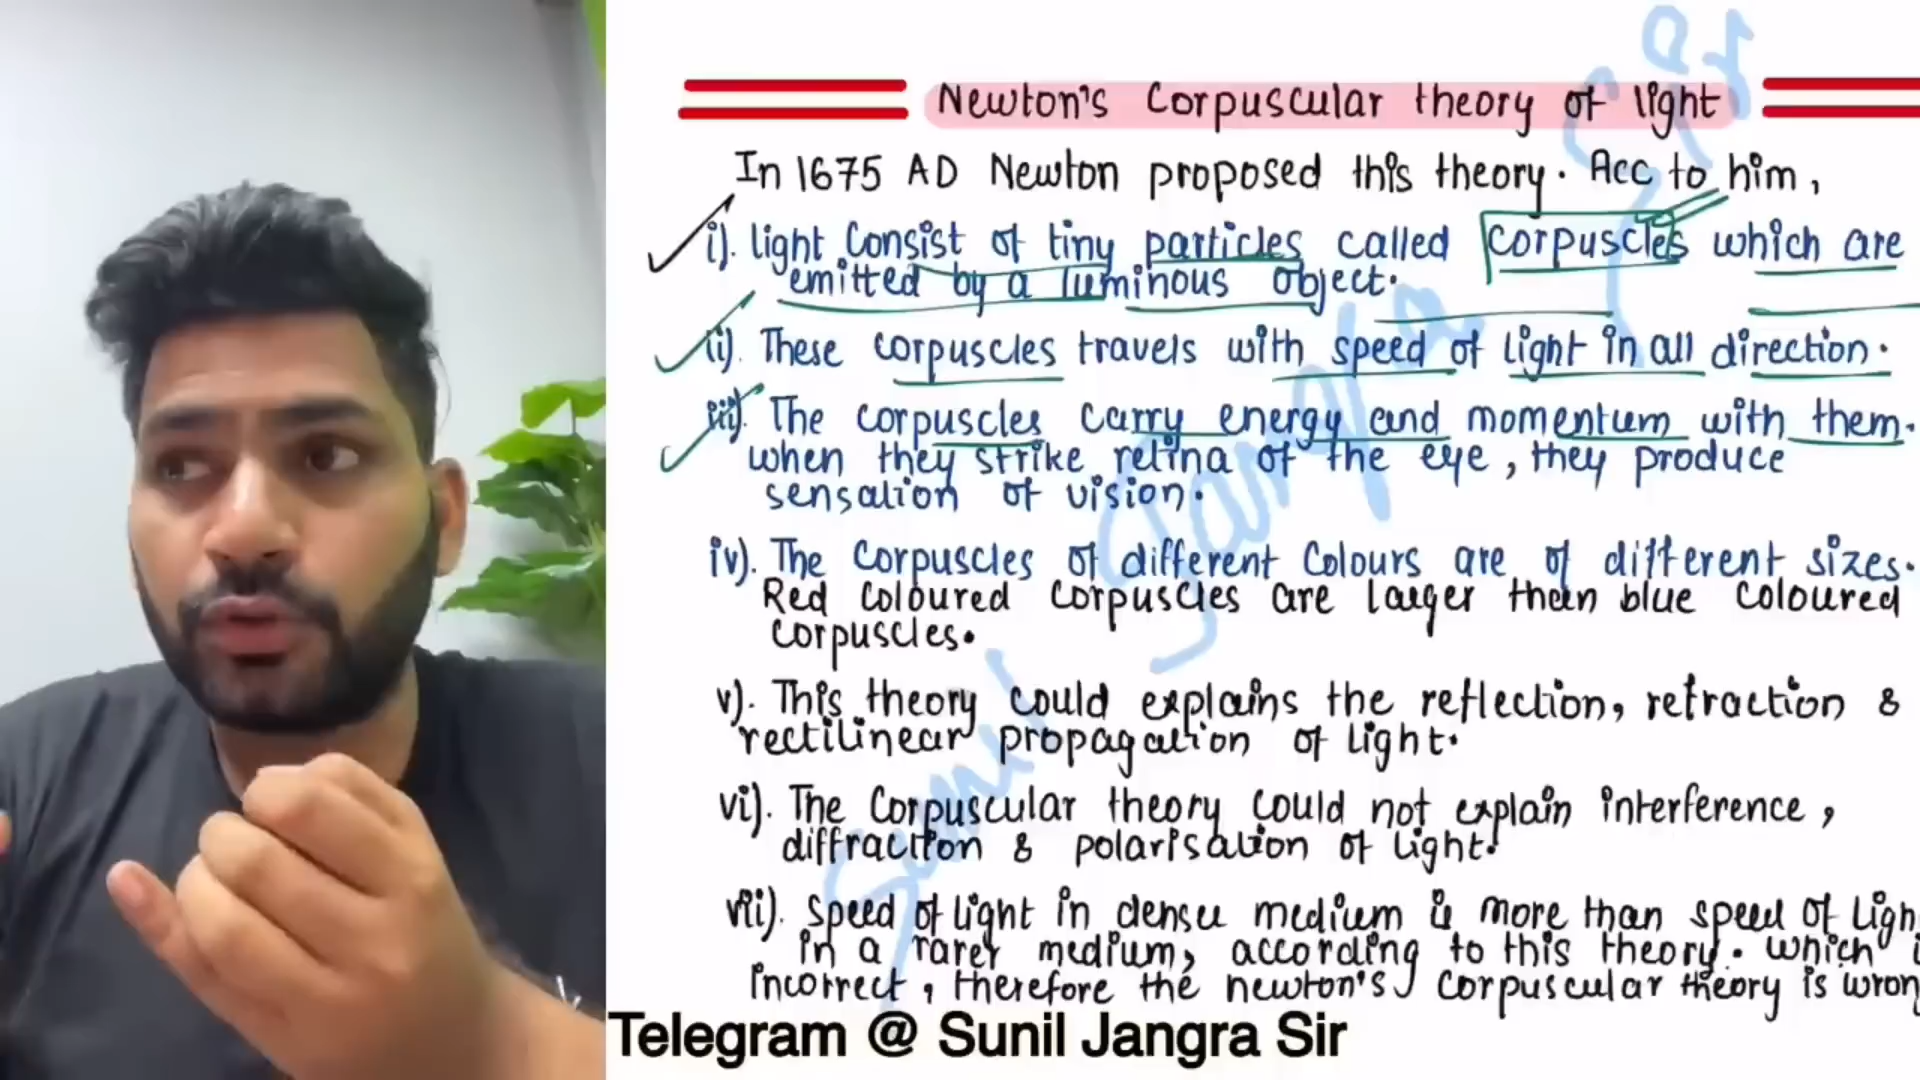 Newton's Corpuscular theory of light
In 1675 AD Newton proposed this theory. Acc to him,
i). light Consist of tiny particles called corpuscles which are
emitted by a luminous object.
ii). These corpuscles travels with speed of light in all direction.
iii). The corpuscles carry energy and momentum with them.
when they strike retina of the eye, they produce
sensation of vision.
iv). The Corpuscles of different Colours are of different sizes.
Red Coloured Corpuscles are larger than blue coloured
Corpuscles.
v). This theory could explains the reflection, refraction &
rectilinear propagation of light.
vi). The Corpuscular theory could not explain interference,
diffraction & polarisation of light.
vii). Speed of light in denser medium is more than speed of Ligh
in a rarer medium, according to this theory. which i
incorrect, therefore the newton's Corpuscular theory is wron
Sunil Jangra Sir
Telegram @ Sunil Jangra Sir